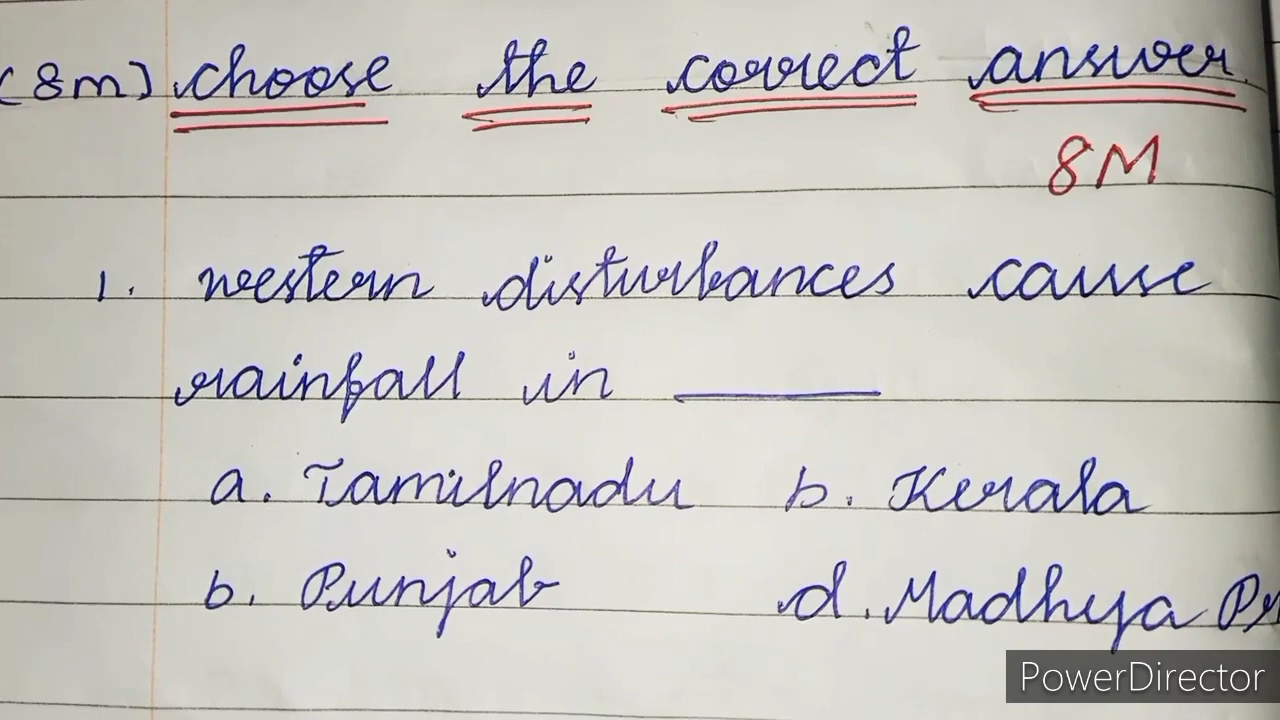 (8m) choose the correct answer.
8M
1. western disturbances cause
rainfall in ______
a. Tamilnadu b. Kerala
b. Punjab d. Madhya
PowerDirector